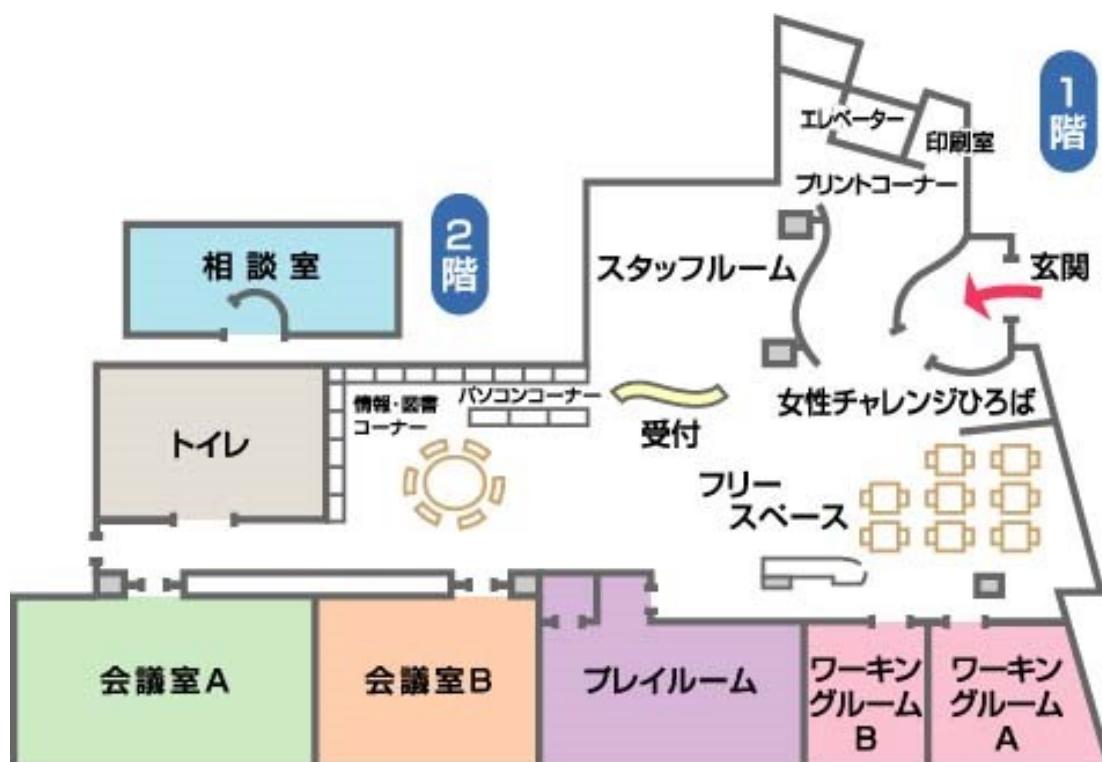 1
階
エレベーター
印刷室
プリントコーナー
2
階
相談室
スタッフルーム
玄関
情報・図書
コーナー
パソコンコーナー
女性チャレンジひろば
受付
トイレ
フリー
スペース
会議室A
会議室B
プレイルーム
ワーキン
グルーム
B
ワーキン
グルーム
A